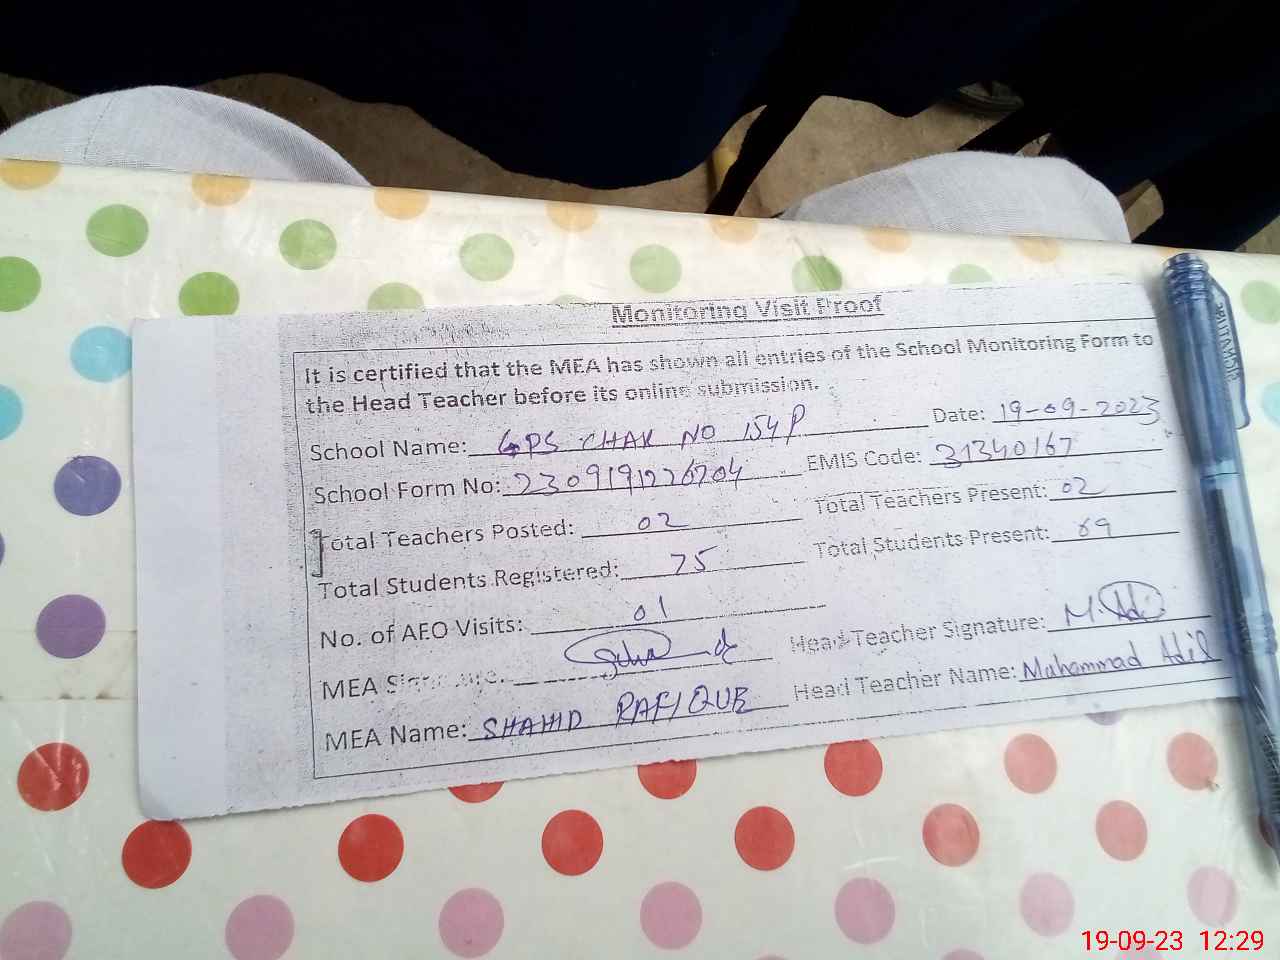 Monitoring Visit Proof
It is certified that the MEA has shown all entries of the School Monitoring Form to
the Head Teacher before its online submission.
School Name: GPS CHAK NO 154P Date: 19-09-2023
School Form No: 2309191226704 EMIS Code: 31340167
Total Teachers Posted: 02 Total Teachers Present: 02
Total Students Registered: 75 Total Students Present: 69
No. of AEO Visits: 01
MEA Signature: Head Teacher Signature: M. Adil
MEA Name: SHAHID RAFIQUE Head Teacher Name: Muhammad Adil
SIGNATURE
19-09-23 12:29